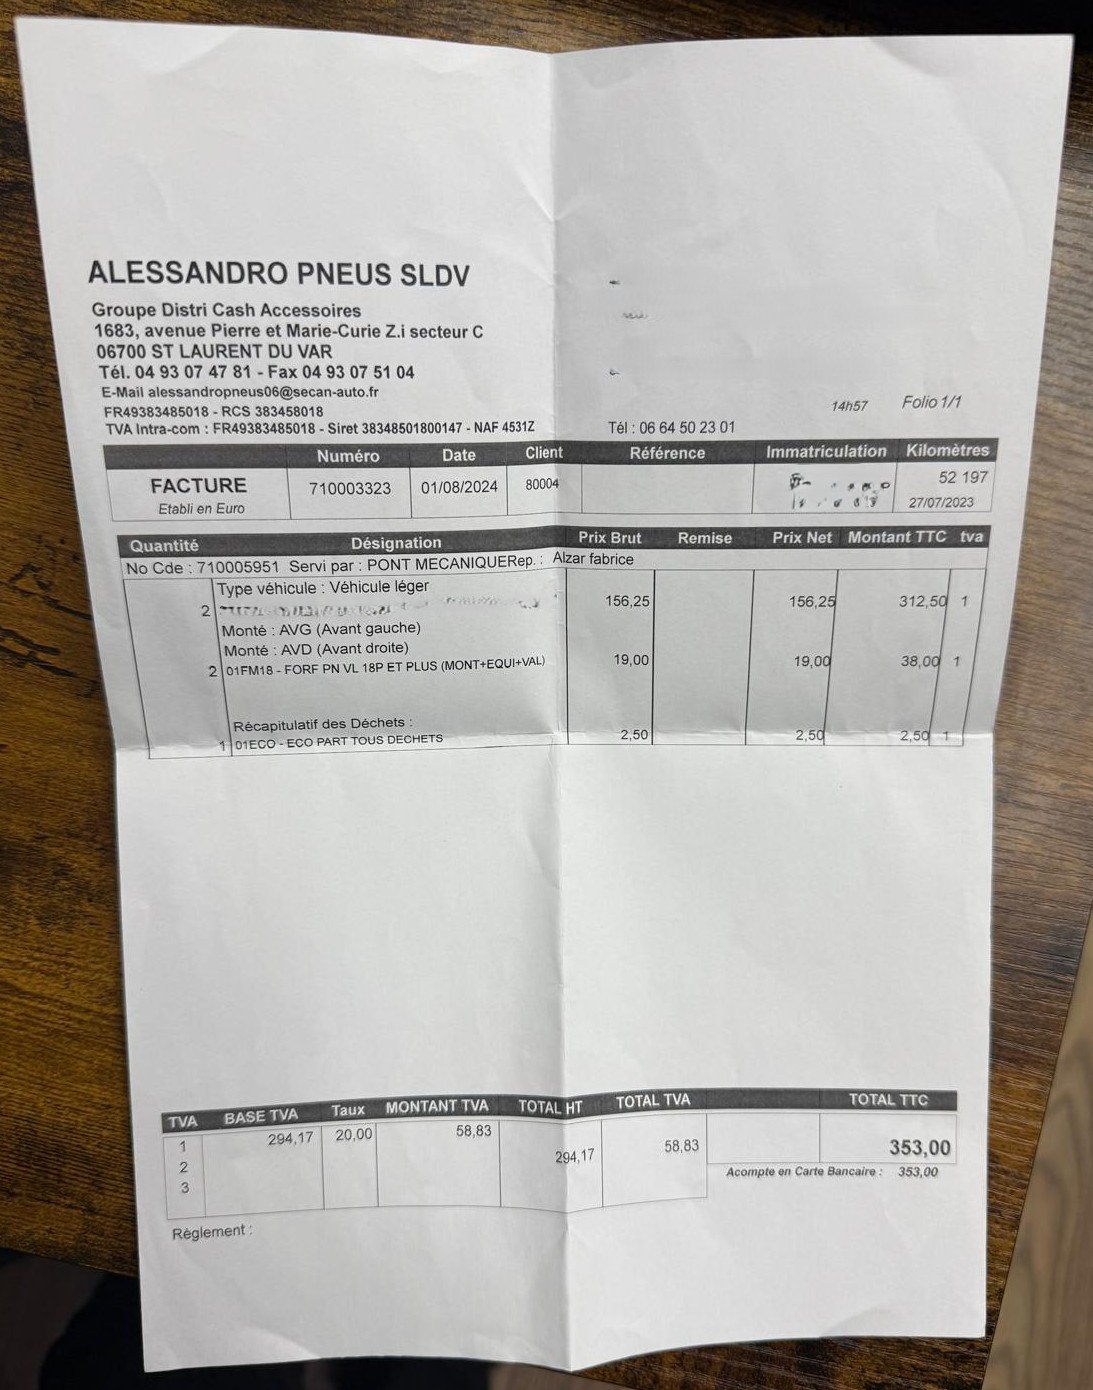 ALESSANDRO PNEUS SLDV
Groupe Distri Cash Accessoires
1683, avenue Pierre et Marie-Curie Z.i secteur C
06700 ST LAURENT DU VAR
Tél. 04 93 07 47 81 - Fax 04 93 07 51 04
E-Mail alessandropneus06@secan-auto.fr
FR49383485018 - RCS 383458018
TVA Intra-com : FR49383485018 - Siret 38348501800147 - NAF 4531Z
14h57 Folio 1/1
Tél : 06 64 50 23 01
Numéro Date Client Référence Immatriculation Kilomètres
FACTURE 710003323 01/08/2024 80004 52 197
Etabli en Euro 27/07/2023
Quantité Désignation Prix Brut Remise Prix Net Montant TTC tva
No Cde : 710005951 Servi par : PONT MECANIQUERep. : Alzar fabrice
Type véhicule : Véhicule léger
2 156,25 156,25 312,50 1
Monté : AVG (Avant gauche)
Monté : AVD (Avant droite)
2 01FM18 - FORF PN VL 18P ET PLUS (MONT+EQUI+VAL) 19,00 19,00 38,00 1
Récapitulatif des Déchets :
1 01ECO - ECO PART TOUS DECHETS 2,50 2,50 2,50 1
TVA BASE TVA Taux MONTANT TVA TOTAL HT TOTAL TVA TOTAL TTC
1 294,17 20,00 58,83 294,17 58,83 353,00
2
3
Acompte en Carte Bancaire : 353,00
Règlement :